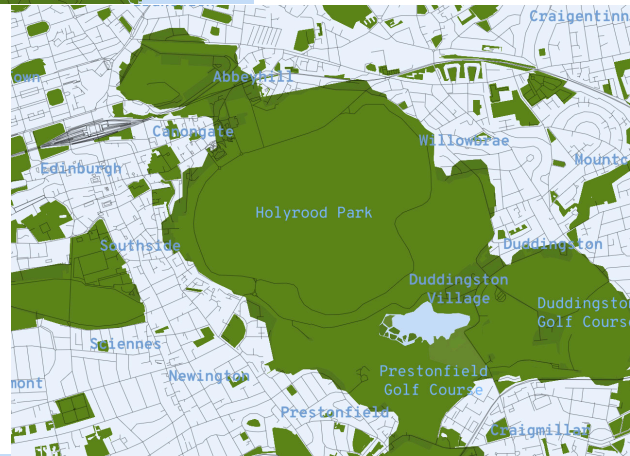 Craigentinn
own
Abbeyhill
Canongate
Willowbrae
Edinburgh
Mountc
Holyrood Park
Southside
Duddingston
Duddingston
Village
Duddingsto
Golf Cours
Sciennes
Prestonfield
Golf Course
Newington
mont
Prestonfield
Craigmillar